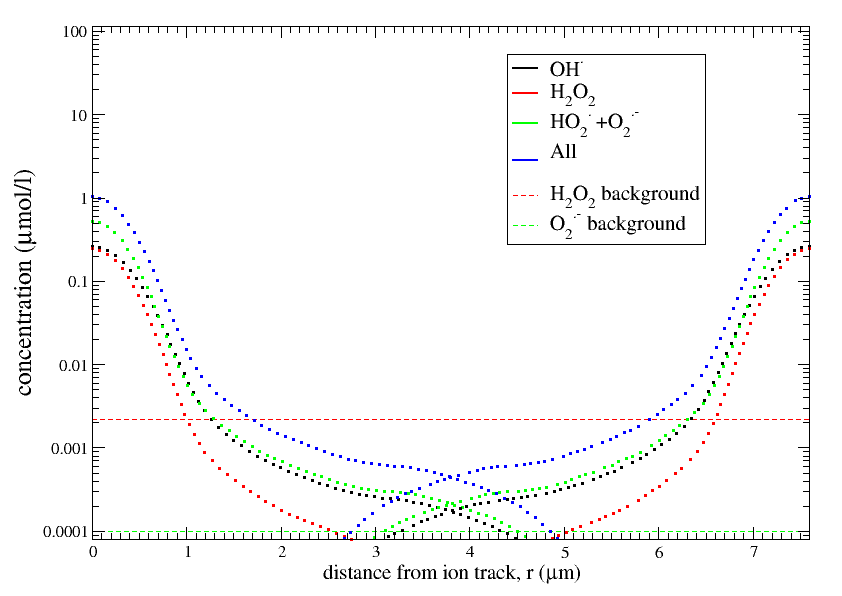 100
10
1
0.1
0.01
0.001
0.0001
concentration (μmol/l)
OH˙
H₂O₂
HO₂˙ +O₂˙⁻
All
H₂O₂ background
O₂˙⁻ background
0 1 2 3 4 5 6 7
distance from ion track, r (μm)